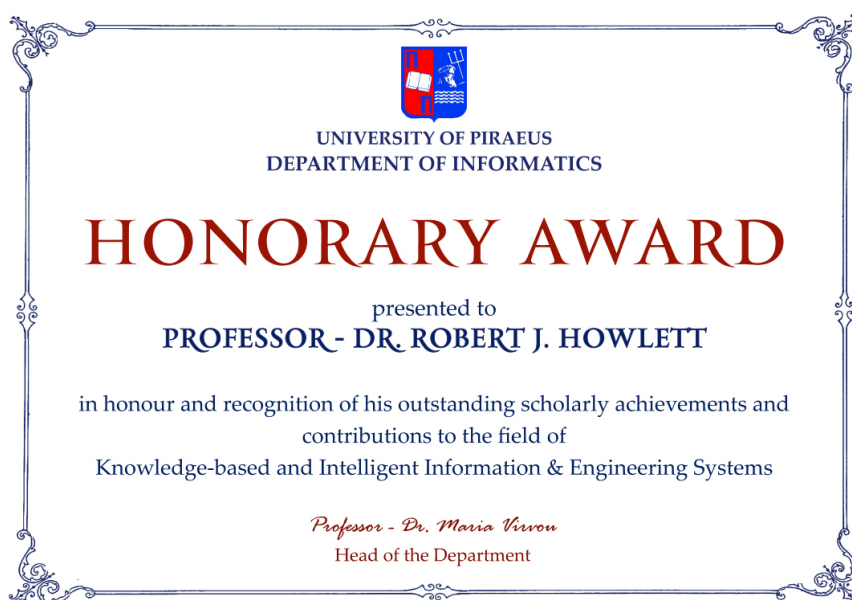 UNIVERSITY OF PIRAEUS
DEPARTMENT OF INFORMATICS
HONORARY AWARD
presented to
PROFESSOR - DR. ROBERT J. HOWLETT
in honour and recognition of his outstanding scholarly achievements and
contributions to the field of
Knowledge-based and Intelligent Information & Engineering Systems
Professor - Dr. Maria Virvou
Head of the Department